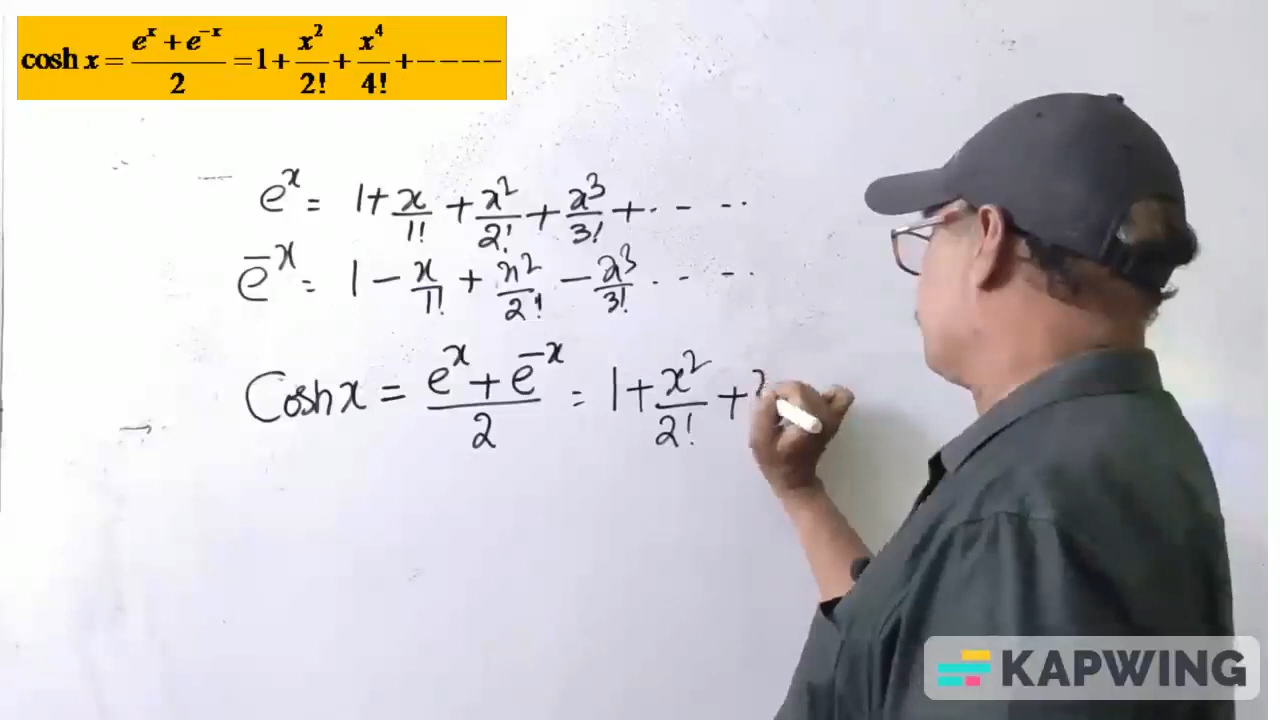 cosh x = (e^x + e^-x)/2 = 1 + x^2/2! + x^4/4! + ----
e^x = 1 + x/1! + x^2/2! + x^3/3! + ....
e^-x = 1 - x/1! + x^2/2! - x^3/3! ....
Cosh x = (e^x + e^-x)/2 = 1 + x^2/2! +
KAPWING